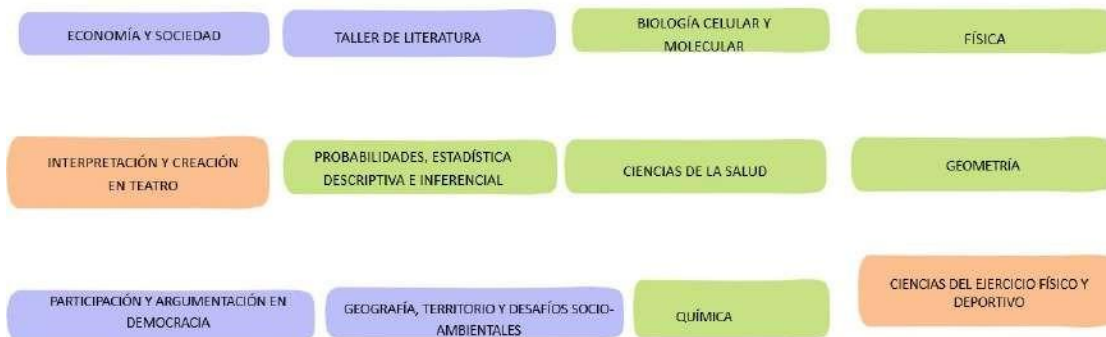 ECONOMÍA Y SOCIEDAD
TALLER DE LITERATURA
BIOLOGÍA CELULAR Y
MOLECULAR
FÍSICA
INTERPRETACIÓN Y CREACIÓN
EN TEATRO
PROBABILIDADES, ESTADÍSTICA
DESCRIPTIVA E INFERENCIAL
CIENCIAS DE LA SALUD
GEOMETRÍA
PARTICIPACIÓN Y ARGUMENTACIÓN EN
DEMOCRACIA
GEOGRAFÍA, TERRITORIO Y DESAFÍOS SOCIO-
AMBIENTALES
QUÍMICA
CIENCIAS DEL EJERCICIO FÍSICO Y
DEPORTIVO